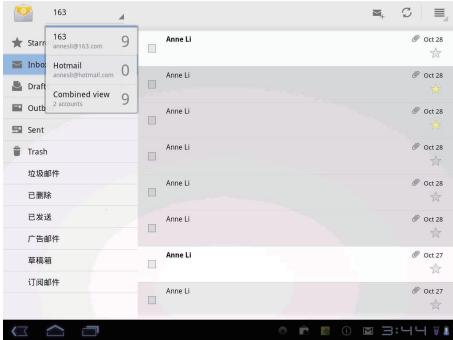 163
163
annesli@163.com
9
Hotmail
annesli@hotmail.com
0
Combined view
2 accounts
9
Starr
Inbo
Draft
Outb
Sent
Trash
垃圾邮件
已删除
已发送
广告邮件
草稿箱
订阅邮件
Anne Li
Oct 28
Anne Li
Oct 28
Anne Li
Oct 28
Anne Li
Oct 28
Anne Li
Oct 28
Anne Li
Oct 28
Anne Li
Oct 27
Anne Li
Oct 27
3:44